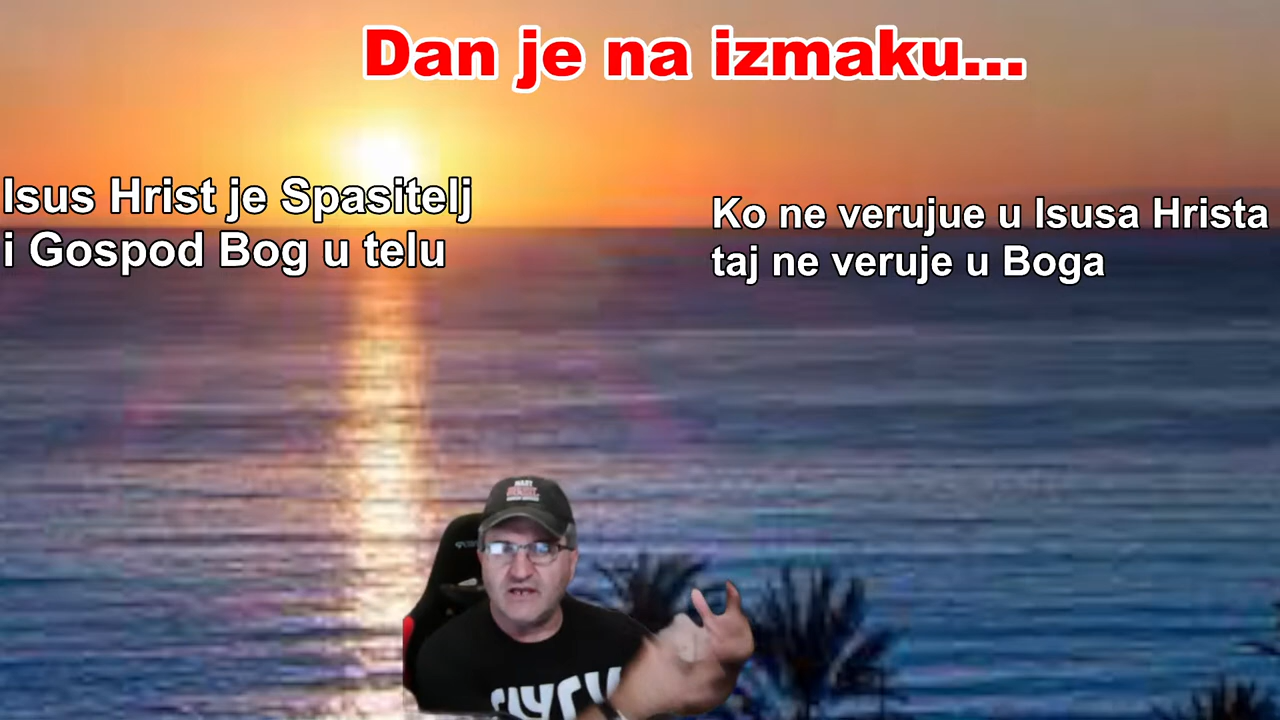 Dan je na izmaku...
Isus Hrist je Spasitelj
i Gospod Bog u telu
Ko ne verujue u Isusa Hrista
taj ne veruje u Boga